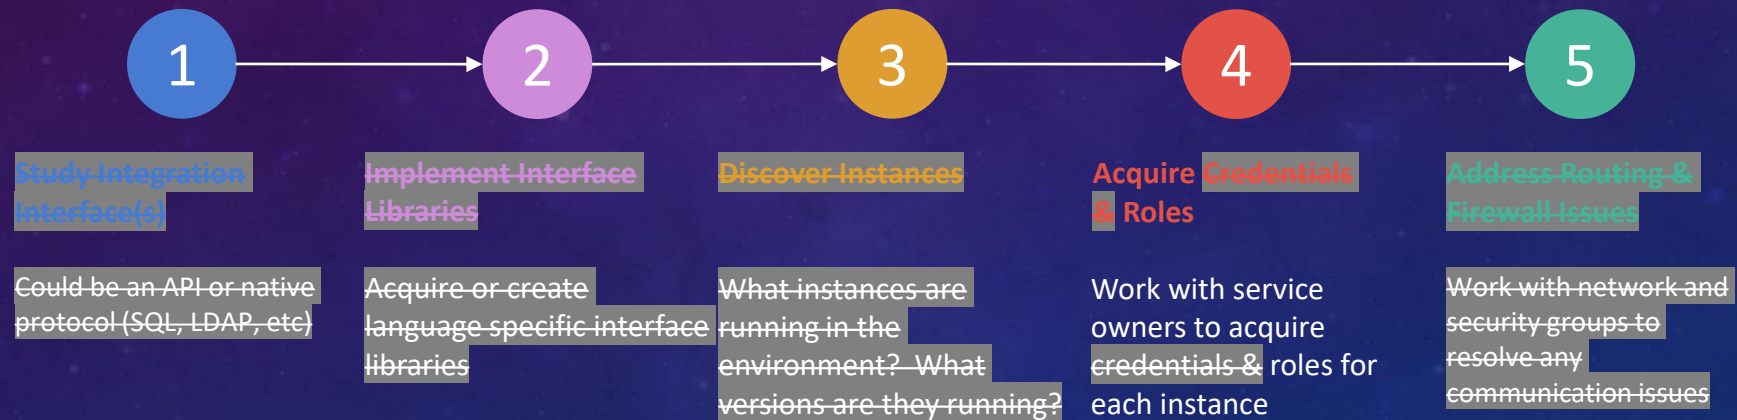 1
2
3
4
5
Study Integration
Interface(s)
Could be an API or native
protocol (SQL, LDAP, etc)
Implement Interface
Libraries
Acquire or create
language specific interface
libraries
Discover Instances
What instances are
running in the
environment?  What
versions are they running?
Acquire Credentials
& Roles
Work with service
owners to acquire
credentials & roles for
each instance
Address Routing &
Firewall Issues
Work with network and
security groups to
resolve any
communication issues